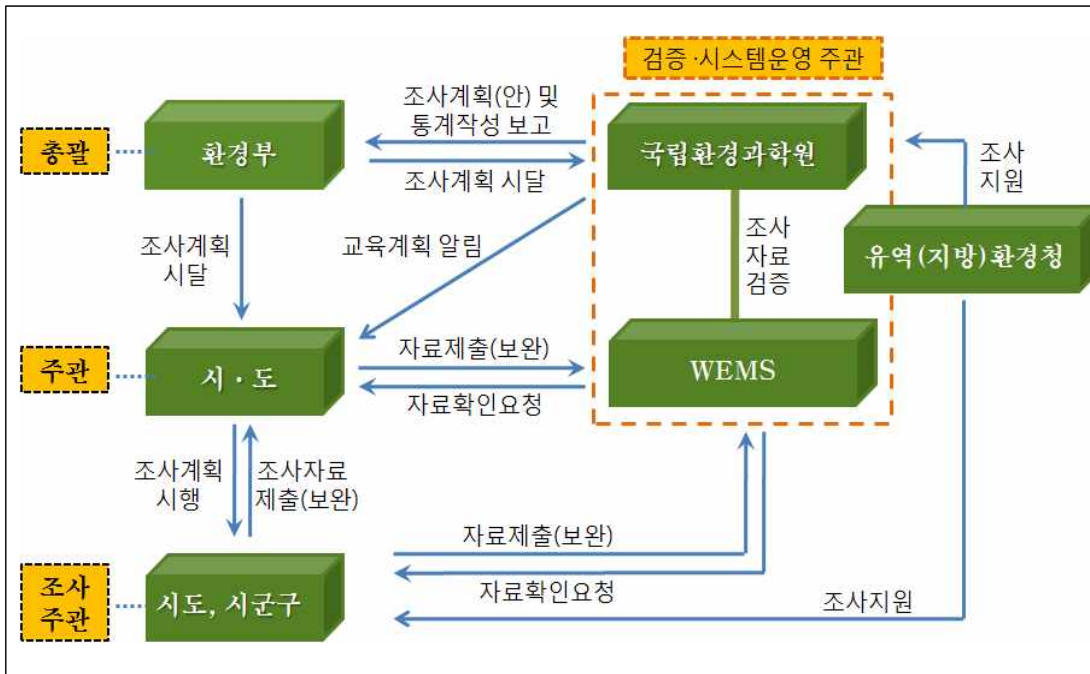 검증·시스템운영 주관
총괄
환경부
조사계획(안) 및
통계작성 보고
조사계획 시달
국립환경과학원
조사
지원
조사계획
시달
교육계획 알림
조사
자료
검증
유역(지방)환경청
주관
시·도
자료제출(보완)
자료확인요청
WEMS
조사계획
시행
조사자료
제출(보완)
자료제출(보완)
자료확인요청
조사
주관
시도, 시군구
조사지원